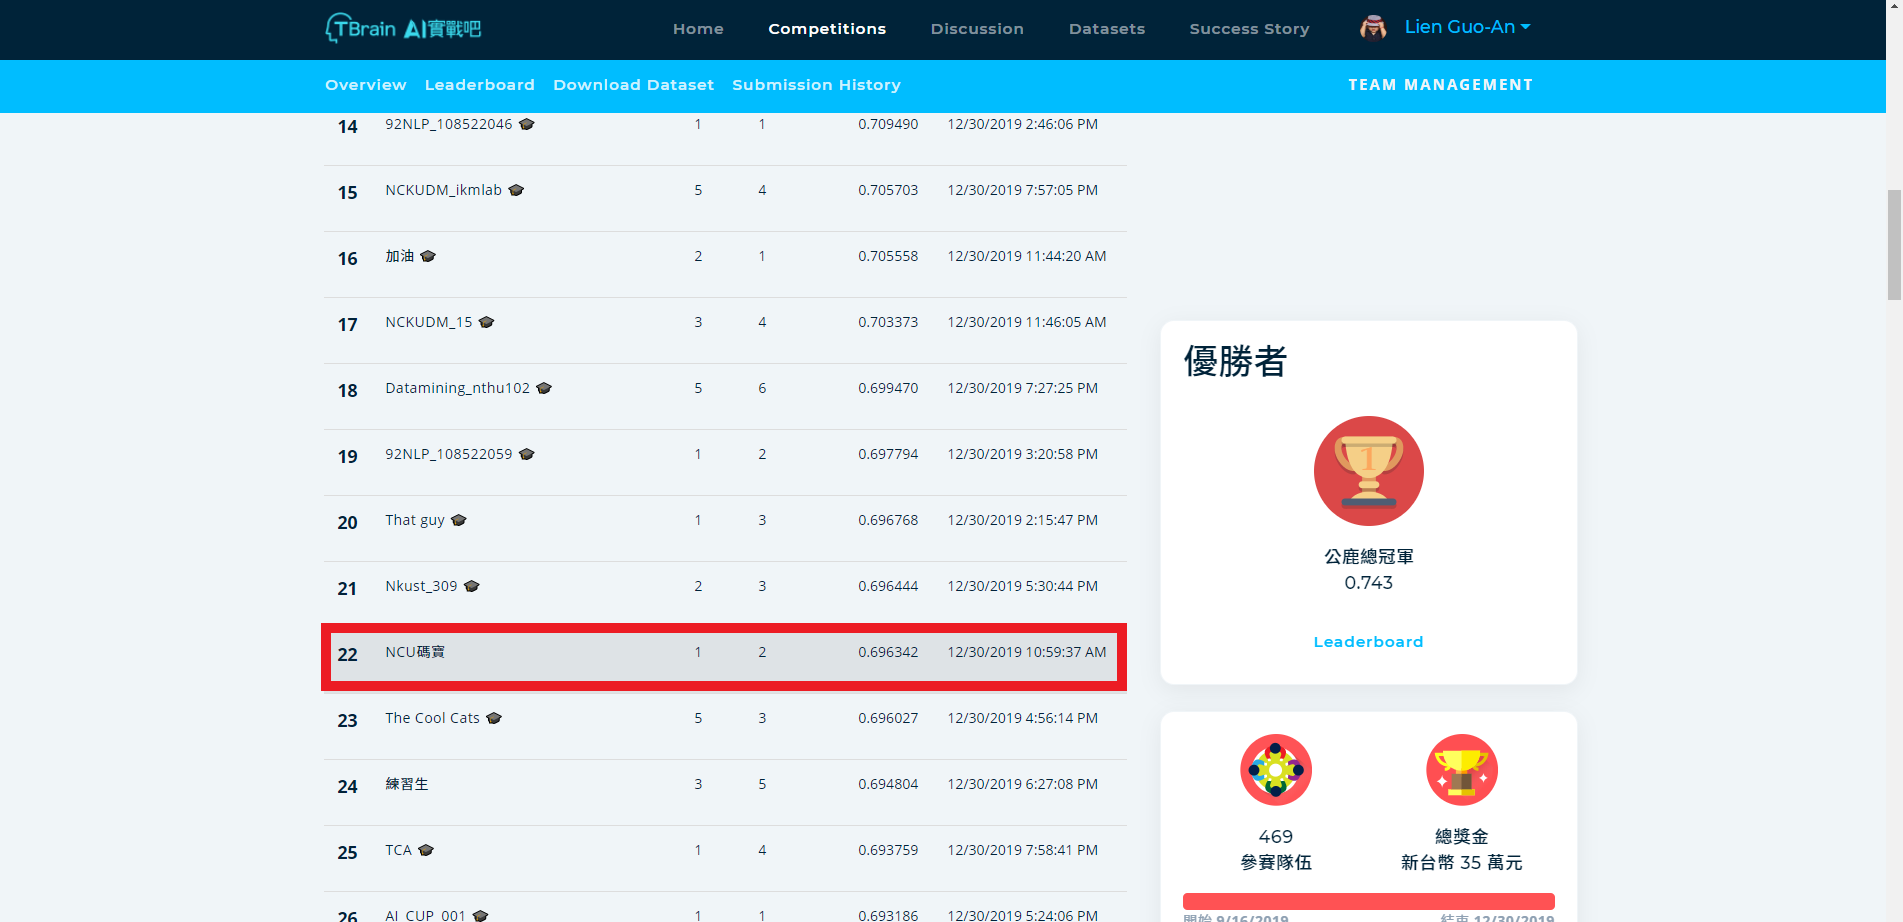 TBrain AI實戰吧 Home Competitions Discussion Datasets Success Story Lien Guo-An
Overview Leaderboard Download Dataset Submission History TEAM MANAGEMENT
14 92NLP_108522046 1 1 0.709490 12/30/2019 2:46:06 PM
15 NCKUDM_ikmlab 5 4 0.705703 12/30/2019 7:57:05 PM
16 加油 2 1 0.705558 12/30/2019 11:44:20 AM
17 NCKUDM_15 3 4 0.703373 12/30/2019 11:46:05 AM
18 Datamining_nthu102 5 6 0.699470 12/30/2019 7:27:25 PM
19 92NLP_108522059 1 2 0.697794 12/30/2019 3:20:58 PM
20 That guy 1 3 0.696768 12/30/2019 2:15:47 PM
21 Nkust_309 2 3 0.696444 12/30/2019 5:30:44 PM
22 NCU碼寶 1 2 0.696342 12/30/2019 10:59:37 AM
23 The Cool Cats 5 3 0.696027 12/30/2019 4:56:14 PM
24 練習生 3 5 0.694804 12/30/2019 6:27:08 PM
25 TCA 1 4 0.693759 12/30/2019 7:58:41 PM
26 AI_CUP_001 1 1 0.693186 12/30/2019 5:24:06 PM
優勝者
1
公鹿總冠軍
0.743
Leaderboard
469
參賽隊伍
總獎金
新台幣 35 萬元
開始 9/16/2019 結束 12/30/2019